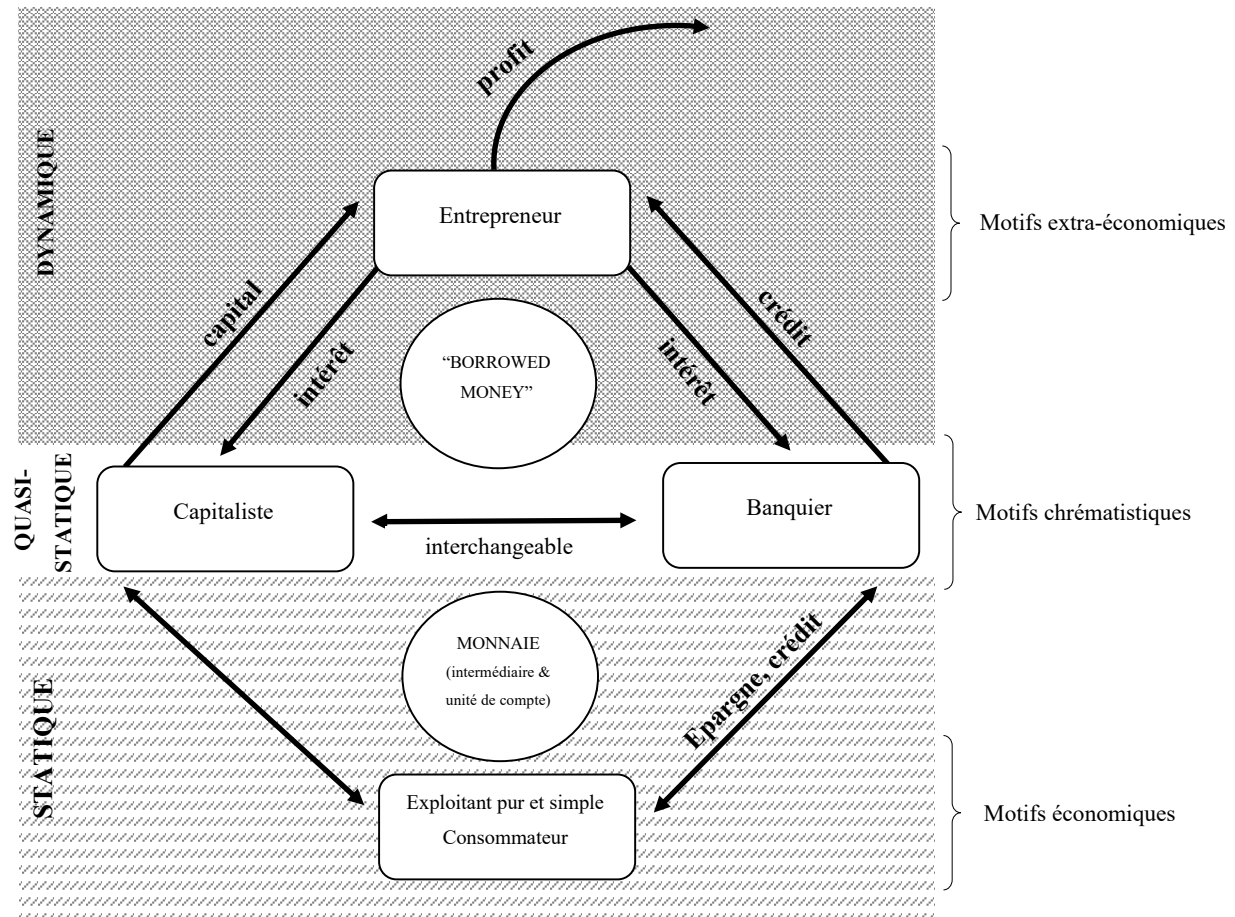 profit
DYNAMIQUE
Entrepreneur
Motifs extra-économiques
capital
intérêt
“BORROWED
MONEY”
intérêt
crédit
QUASI-
STATIQUE
Capitaliste
interchangeable
Banquier
Motifs chrématistiques
STATIQUE
MONNAIE
(intermédiaire &
unité de compte)
Epargne, crédit
Exploitant pur et simple
Consommateur
Motifs économiques